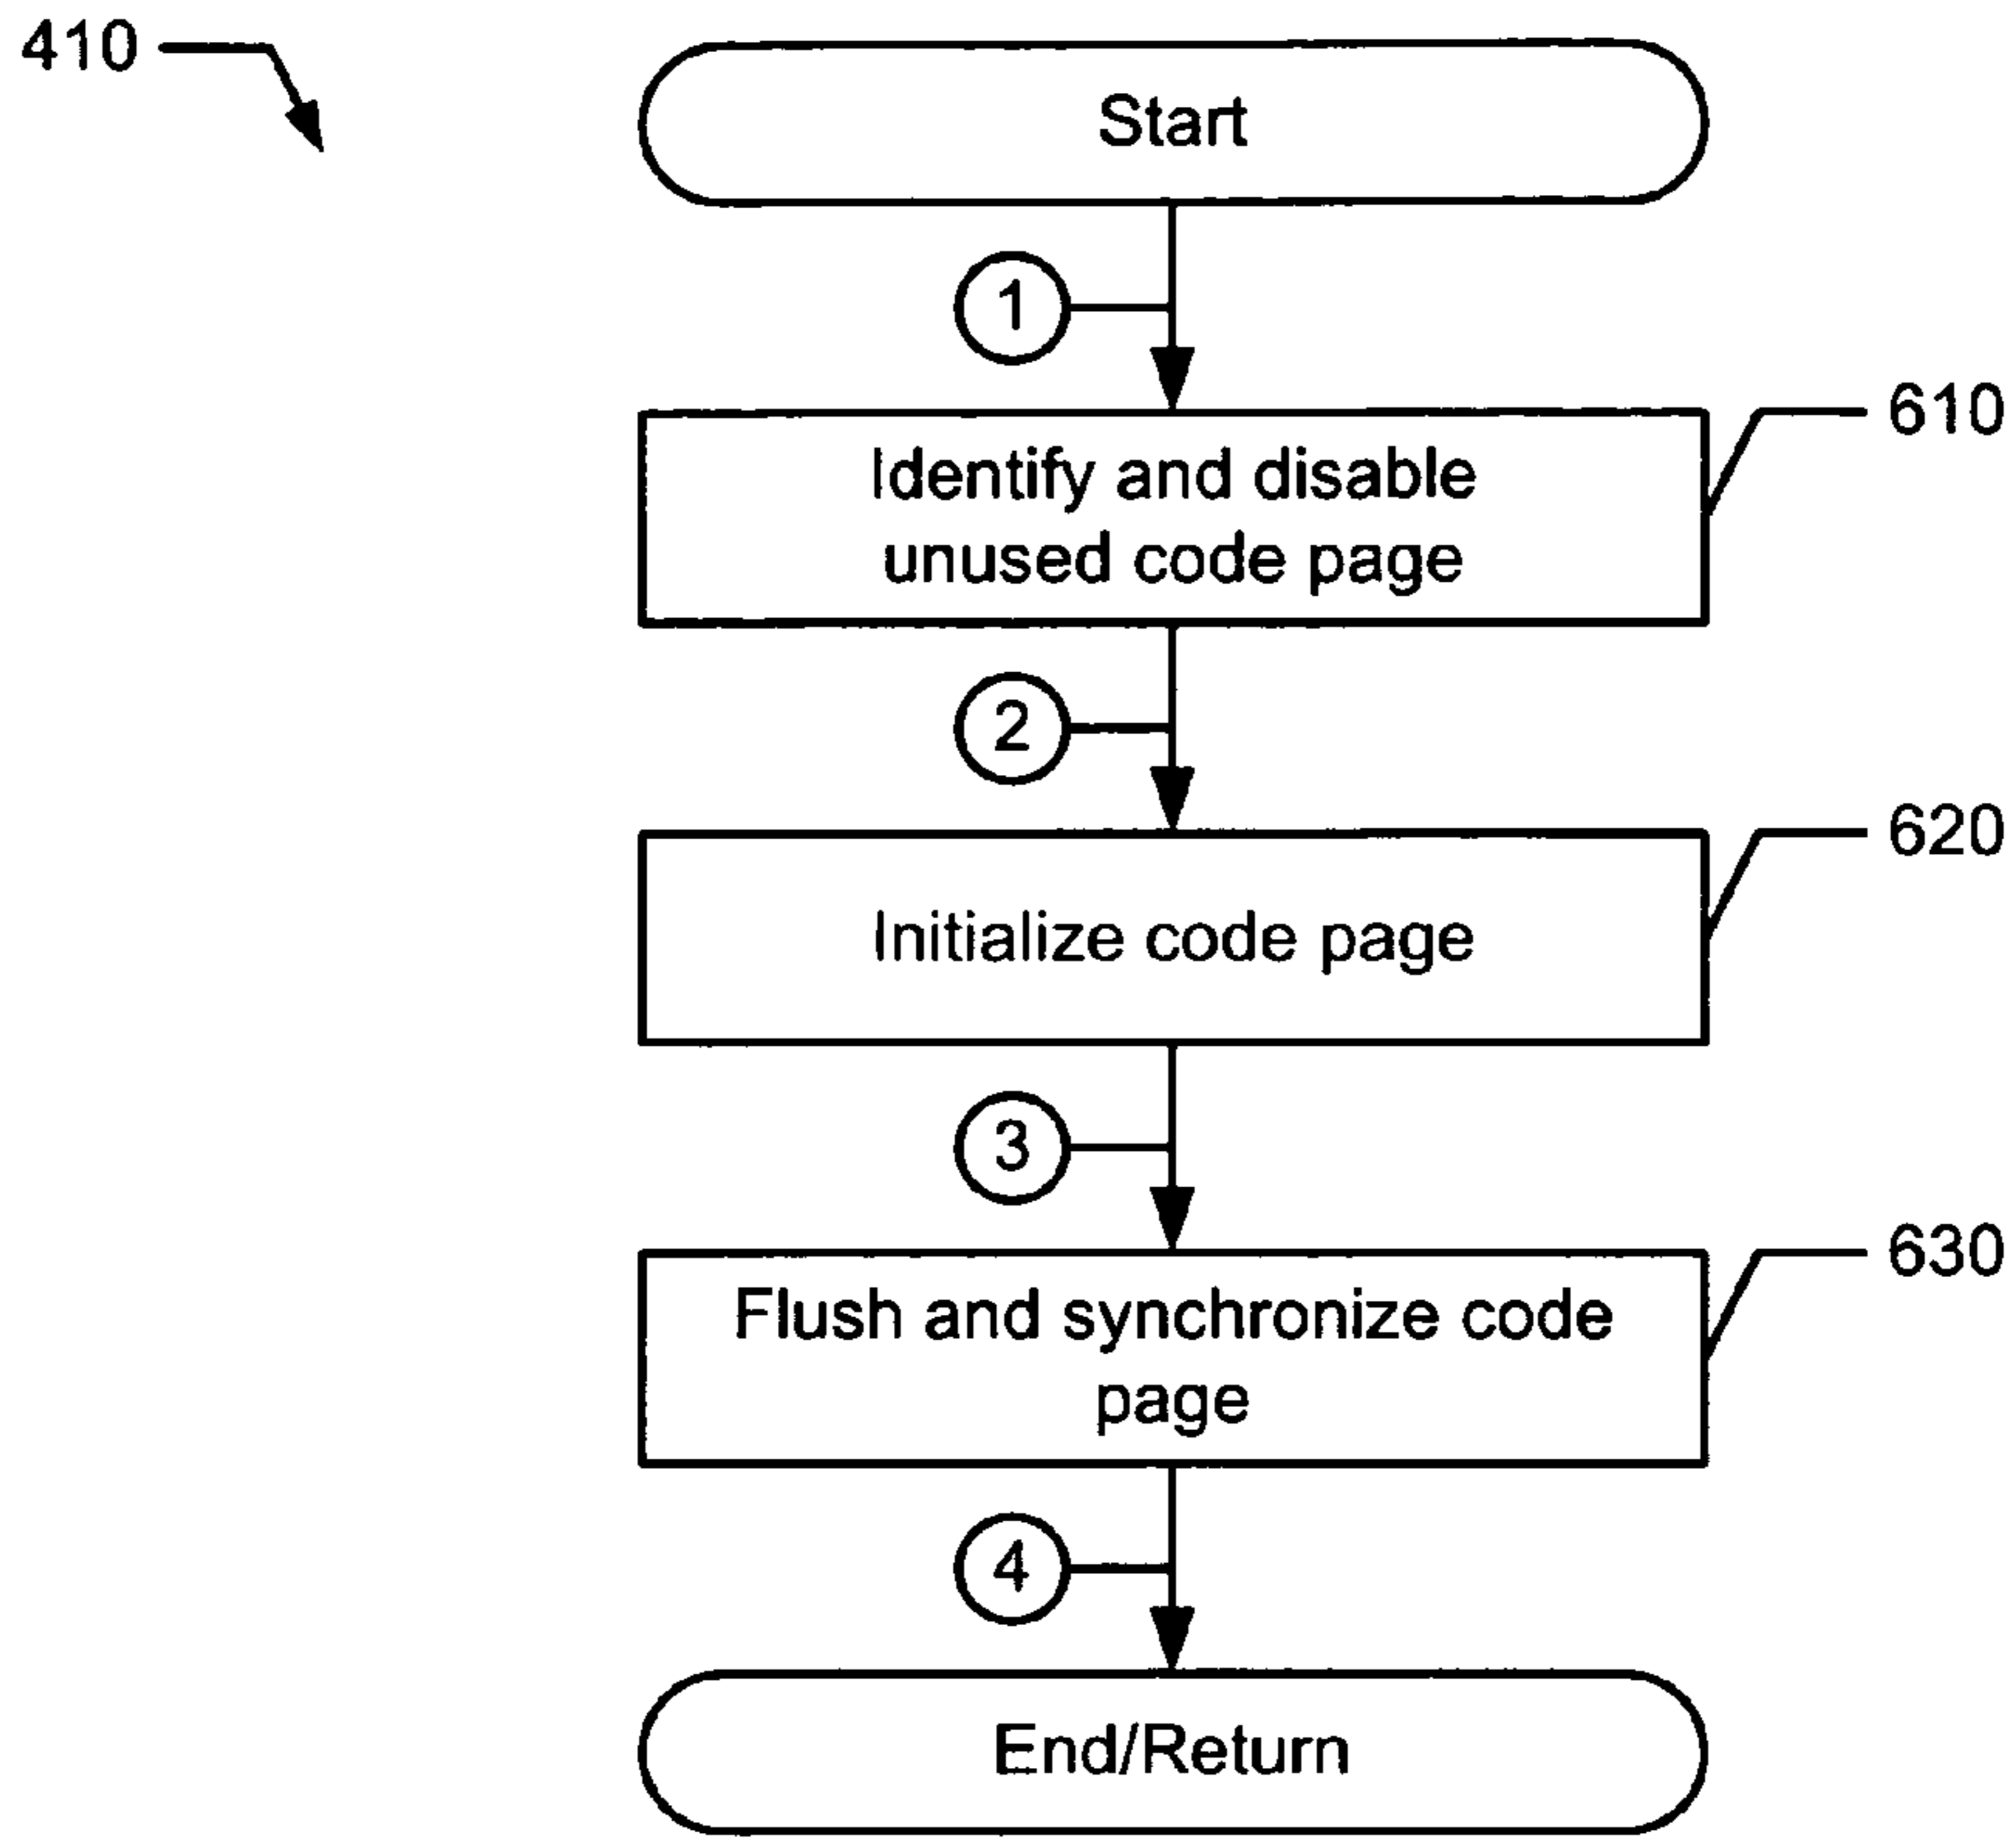 410
Start
1
610
Identify and disable
unused code page
2
620
Initialize code page
3
630
Flush and synchronize code
page
4
End/Return